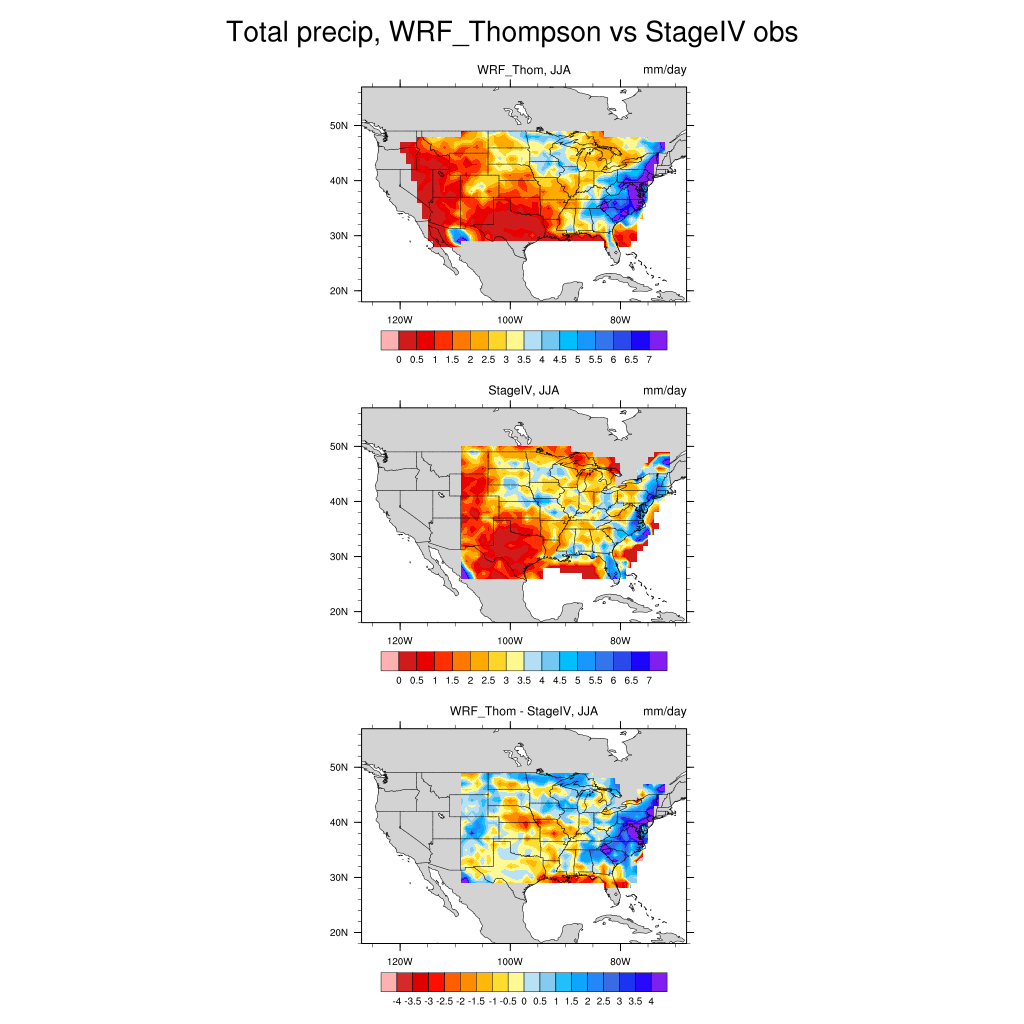 Total precip, WRF_Thompson vs StageIV obs
WRF_Thom, JJA mm/day
50N
40N
30N
20N
120W 100W 80W
0 0.5 1 1.5 2 2.5 3 3.5 4 4.5 5 5.5 6 6.5 7
StageIV, JJA mm/day
50N
40N
30N
20N
120W 100W 80W
0 0.5 1 1.5 2 2.5 3 3.5 4 4.5 5 5.5 6 6.5 7
WRF_Thom - StageIV, JJA mm/day
50N
40N
30N
20N
120W 100W 80W
-4 -3.5 -3 -2.5 -2 -1.5 -1 -0.5 0 0.5 1 1.5 2 2.5 3 3.5 4